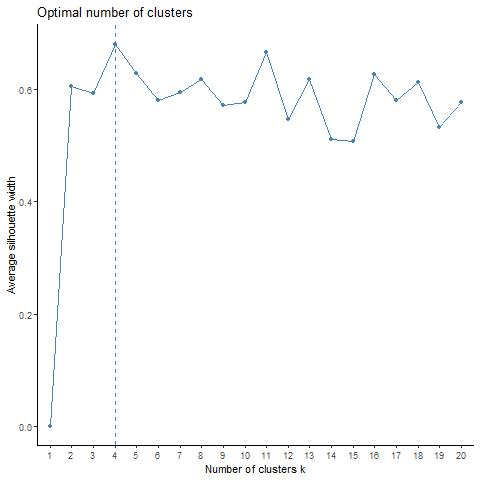 Optimal number of clusters
Average silhouette width
0.6
0.4
0.2
0.0
1 2 3 4 5 6 7 8 9 10 11 12 13 14 15 16 17 18 19 20
Number of clusters k